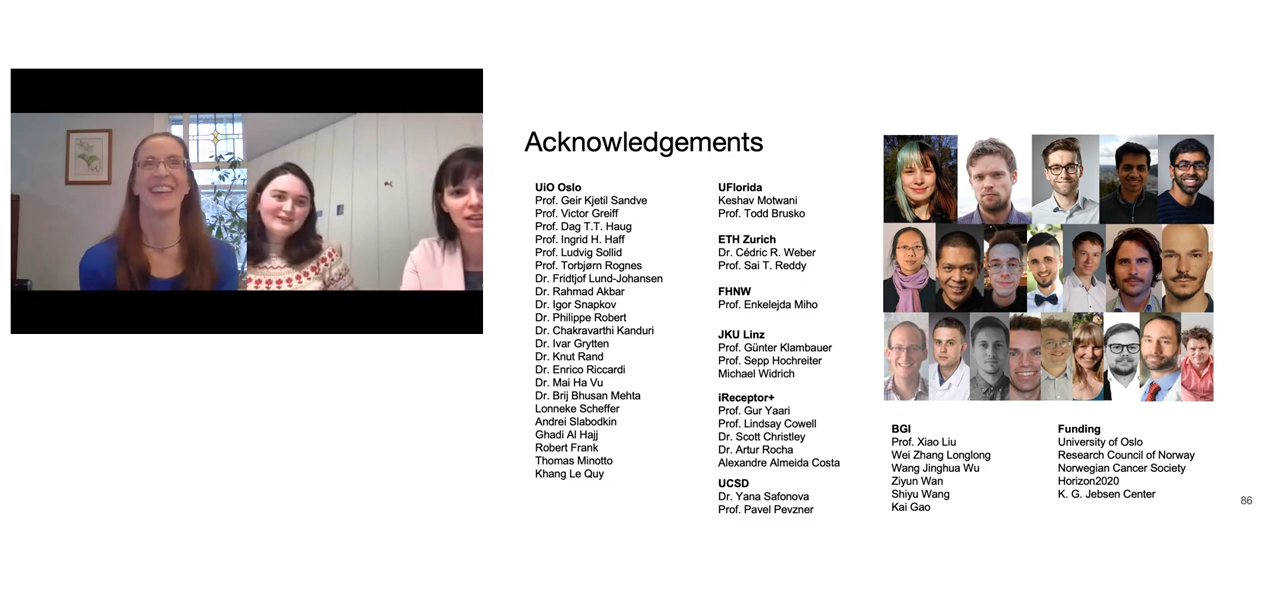 Acknowledgements
UiO Oslo
Prof. Geir Kjetil Sandve
Prof. Victor Greiff
Prof. Dag T.T. Haug
Prof. Ingrid H. Haff
Prof. Ludvig Sollid
Prof. Torbjørn Rognes
Dr. Fridtjof Lund-Johansen
Dr. Rahmad Akbar
Dr. Igor Snapkov
Dr. Philippe Robert
Dr. Chakravarthi Kanduri
Dr. Ivar Grytten
Dr. Knut Rand
Dr. Enrico Riccardi
Dr. Mai Ha Vu
Dr. Brij Bhusan Mehta
Lonneke Scheffer
Andrei Slabodkin
Ghadi Al Hajj
Robert Frank
Thomas Minotto
Khang Le Quy
UFlorida
Keshav Motwani
Prof. Todd Brusko
ETH Zurich
Dr. Cédric R. Weber
Prof. Sai T. Reddy
FHNW
Prof. Enkelejda Miho
JKU Linz
Prof. Günter Klambauer
Prof. Sepp Hochreiter
Michael Widrich
iReceptor+
Prof. Gur Yaari
Prof. Lindsay Cowell
Dr. Scott Christley
Dr. Artur Rocha
Alexandre Almeida Costa
UCSD
Dr. Yana Safonova
Prof. Pavel Pevzner
BGI
Prof. Xiao Liu
Wei Zhang Longlong
Wang Jinghua Wu
Ziyun Wan
Shiyu Wang
Kai Gao
Funding
University of Oslo
Research Council of Norway
Norwegian Cancer Society
Horizon2020
K. G. Jebsen Center
86